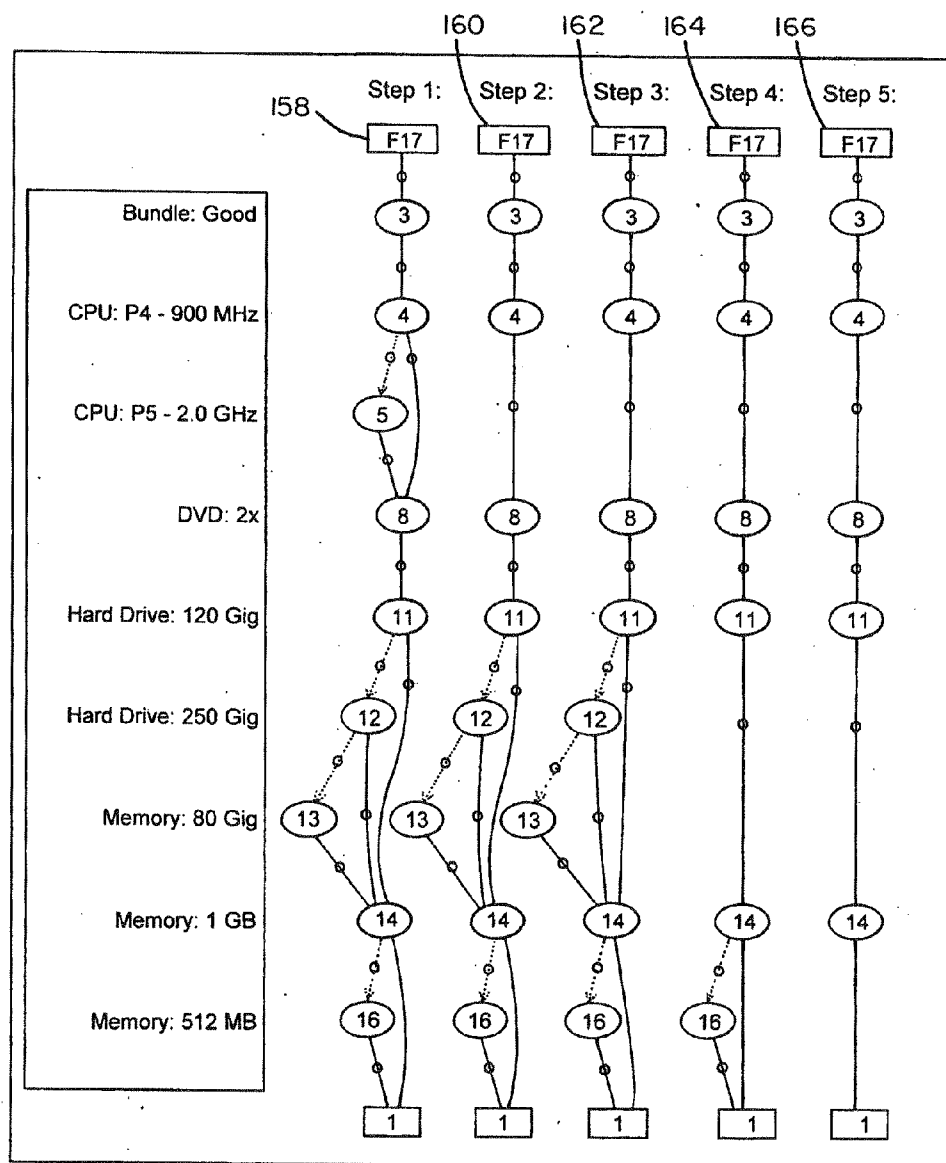 160 162 164 166
158
Step 1: Step 2: Step 3: Step 4: Step 5:
F17 F17 F17 F17 F17
Bundle: Good 3 3 3 3 3
CPU: P4 - 900 MHz 4 4 4 4 4
CPU: P5 - 2.0 GHz 5
DVD: 2x 8 8 8 8 8
Hard Drive: 120 Gig 11 11 11 11 11
Hard Drive: 250 Gig 12 12 12
Memory: 80 Gig 13 13 13
Memory: 1 GB 14 14 14 14 14
Memory: 512 MB 16 16 16 16
1 1 1 1 1